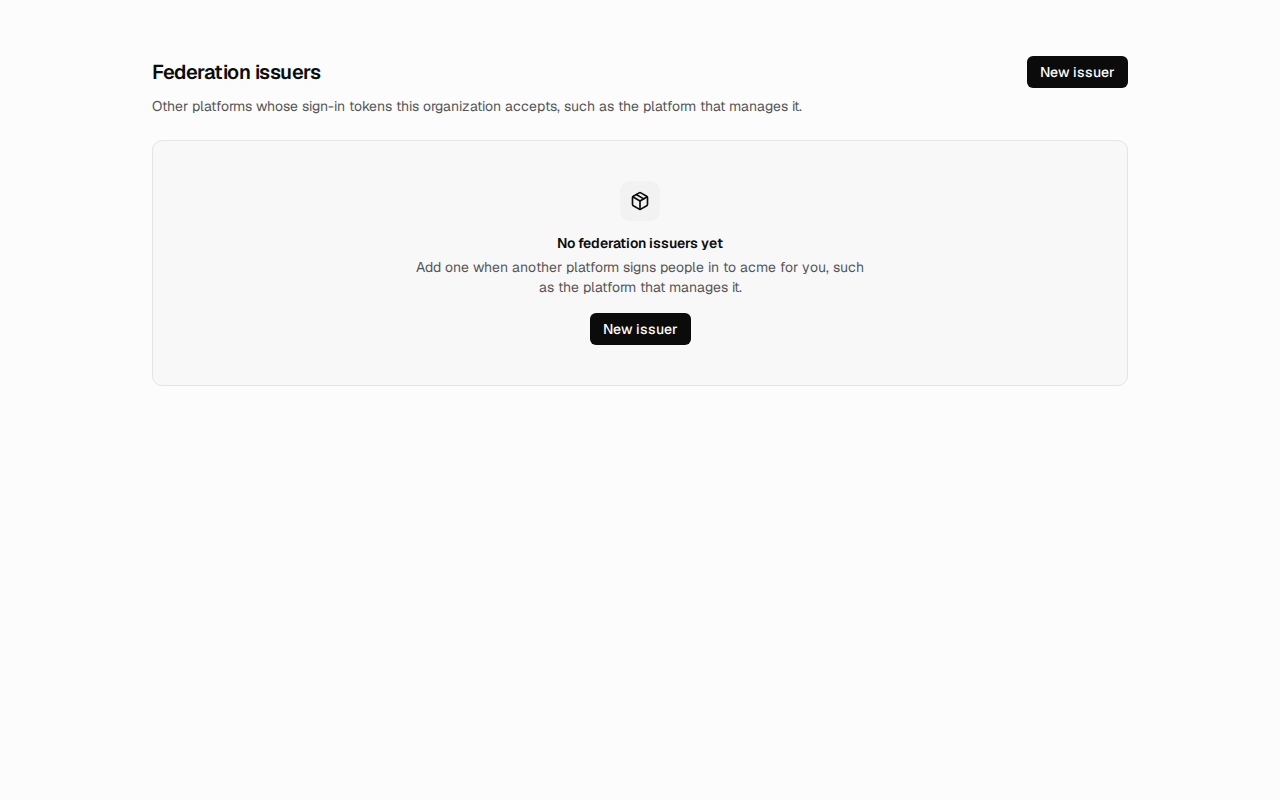 Federation issuers
New issuer
Other platforms whose sign-in tokens this organization accepts, such as the platform that manages it.
No federation issuers yet
Add one when another platform signs people in to acme for you, such
as the platform that manages it.
New issuer